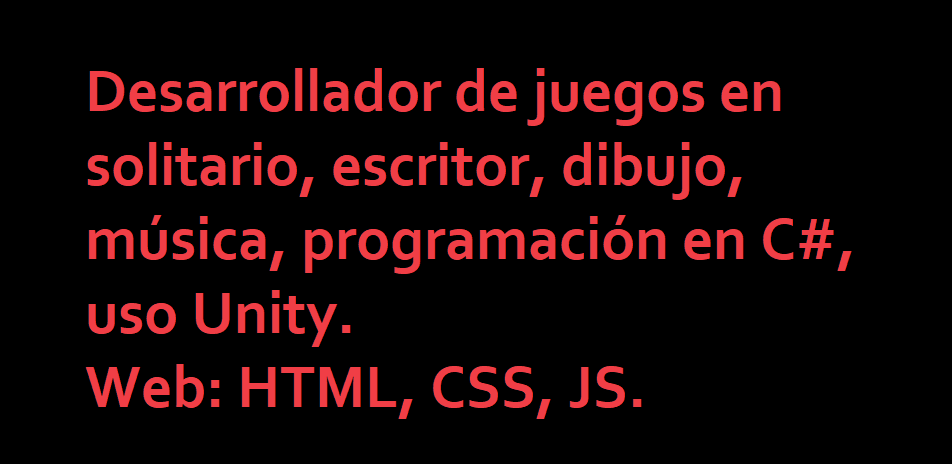 Desarrollador de juegos en
solitario, escritor, dibujo,
música, programación en C#,
uso Unity.
Web: HTML, CSS, JS.